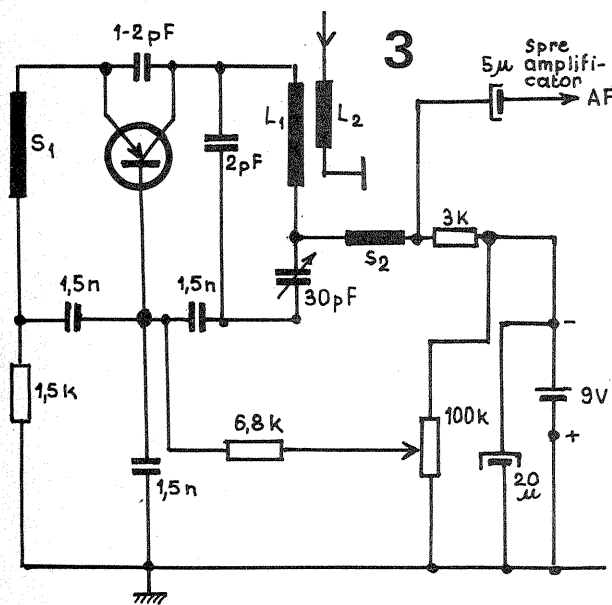 1-2pF
3
5µ
Spre
amplifi-
cator
AF
S1
2pF
L1
L2
3k
S2
1,5n
1,5n
30pF
1,5k
6,8k
100k
1,5n
-
9V
+
20
µ